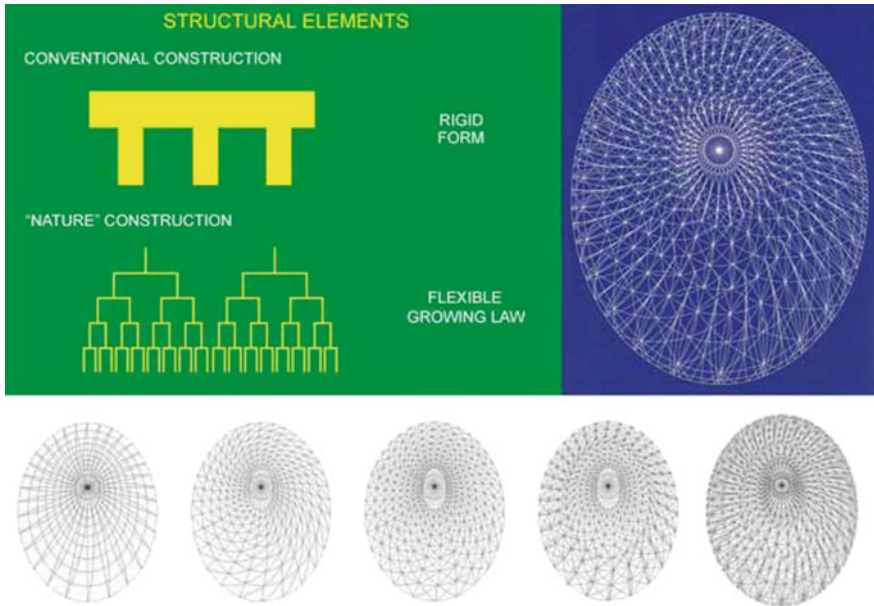 STRUCTURAL ELEMENTS
CONVENTIONAL CONSTRUCTION
RIGID
FORM
"NATURE" CONSTRUCTION
FLEXIBLE
GROWING LAW